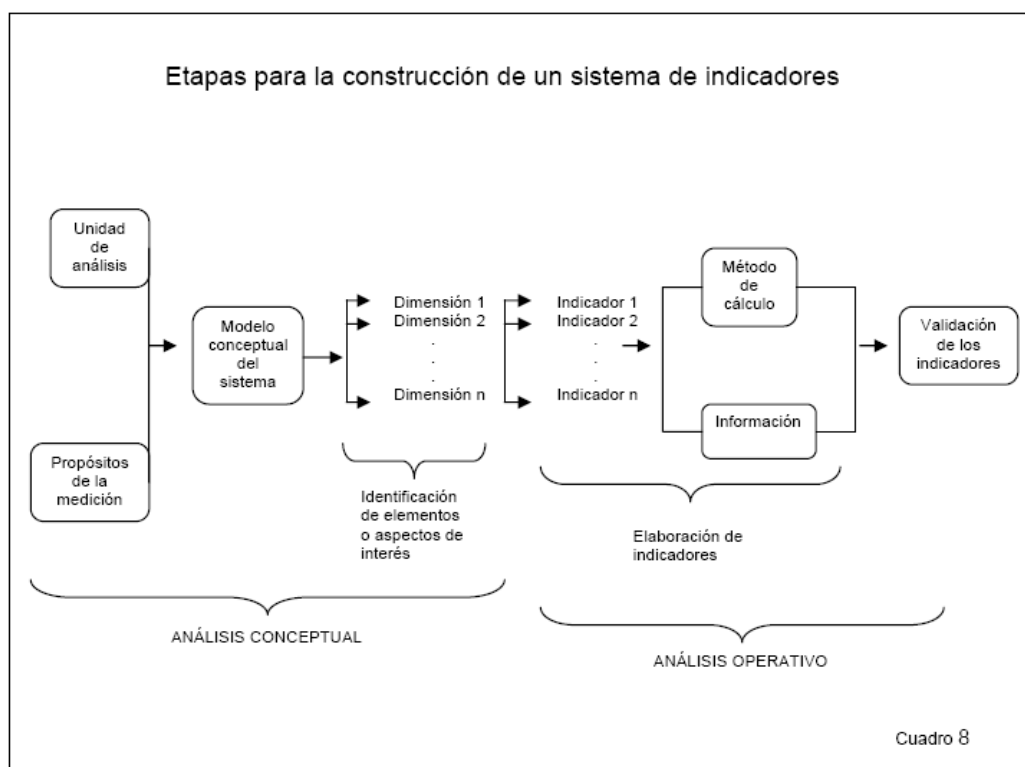 Etapas para la construcción de un sistema de indicadores
Unidad
de
análisis
Propósitos
de la
medición
Modelo
conceptual
del
sistema
Dimensión 1
Dimensión 2
.
.
.
Dimensión n
Identificación
de elementos
o aspectos de
interés
ANÁLISIS CONCEPTUAL
Indicador 1
Indicador 2
.
.
.
Indicador n
Método
de
cálculo
Información
Elaboración de
indicadores
Validación
de los
indicadores
ANÁLISIS OPERATIVO
Cuadro 8